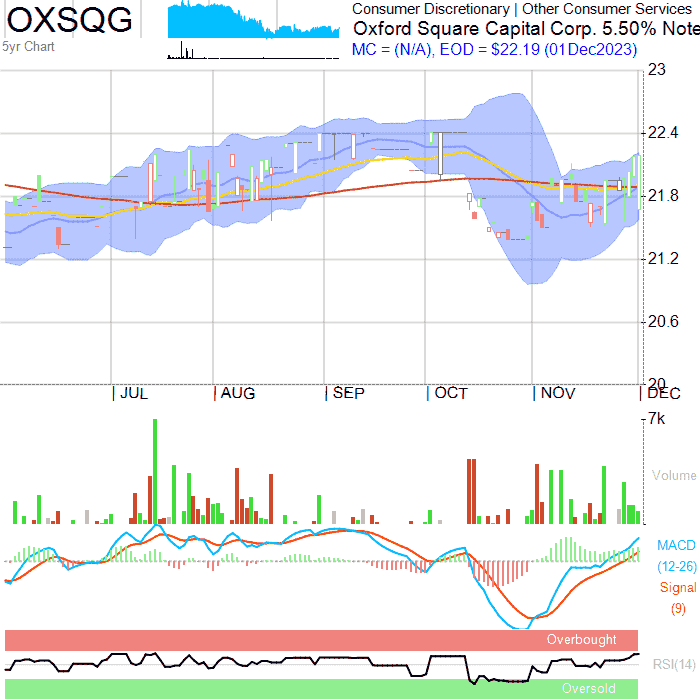 OXSQG
5yr Chart
Consumer Discretionary | Other Consumer Services
Oxford Square Capital Corp. 5.50% Note
MC = (N/A), EOD = $22.19 (01Dec2023)
23
22.4
21.8
21.2
20.6
20
| JUL | AUG | SEP | OCT | NOV | DEC
7k
Volume
MACD
(12-26)
Signal
(9)
Overbought
RSI(14)
Oversold